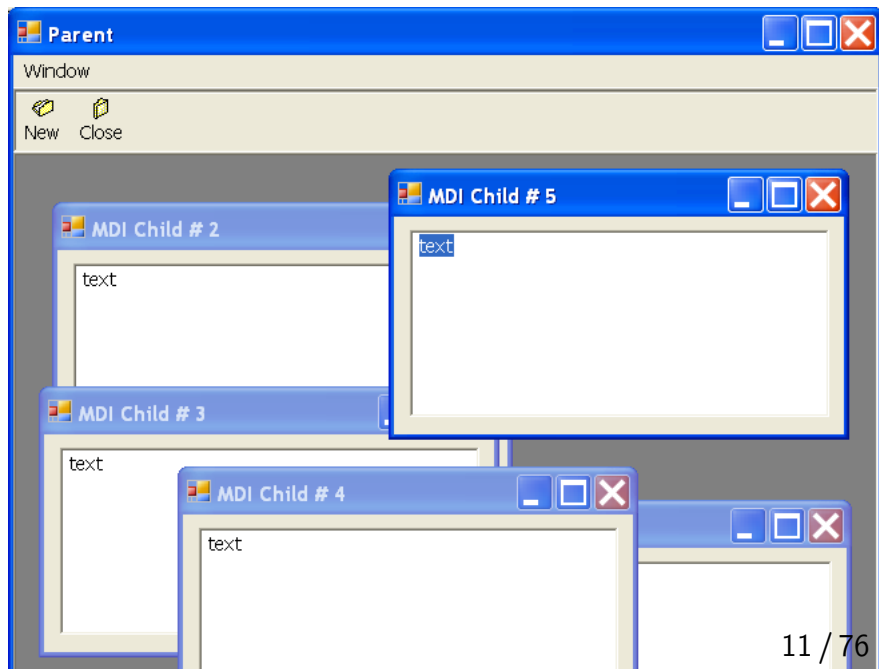 Parent
Window
New Close
MDI Child # 5
text
MDI Child # 2
text
MDI Child # 3
text
MDI Child # 4
text
11 / 76